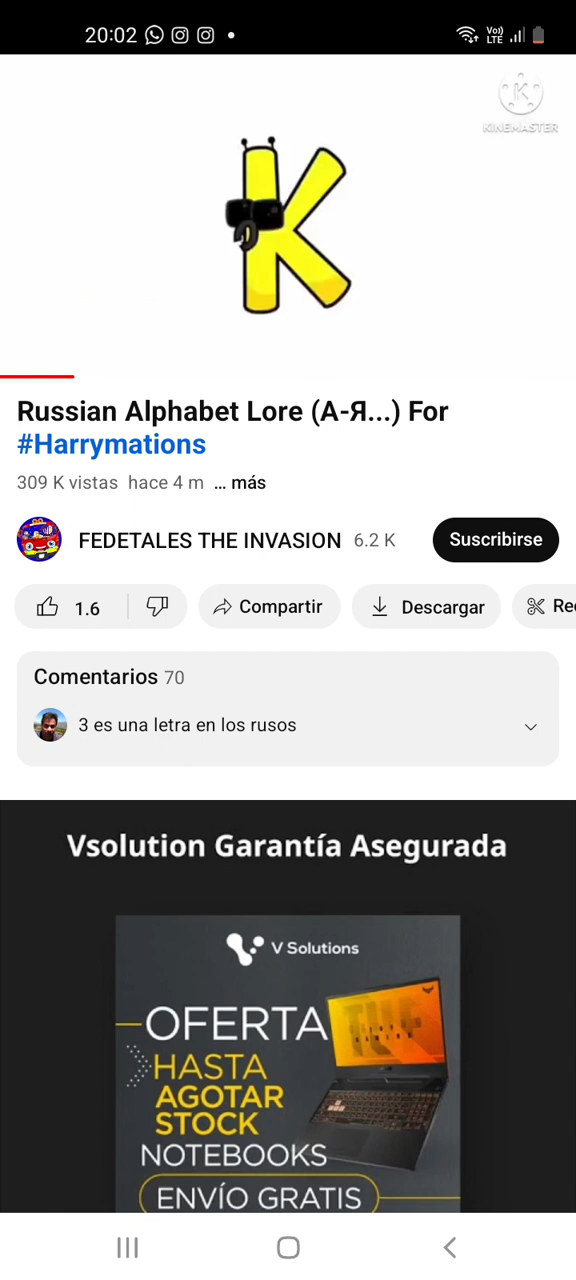 20:02
Vo))
LTE
K
KINEMASTER
K
Russian Alphabet Lore (А-Я...) For
#Harrymations
309 K vistas hace 4 m ... más
FEDETALES THE INVASION 6.2 K Suscribirse
1.6 Compartir Descargar Re
Comentarios 70
3 es una letra en los rusos
Vsolution Garantía Asegurada
V Solutions
OFERTA
HASTA
AGOTAR
STOCK
NOTEBOOKS
ENVÍO GRATIS